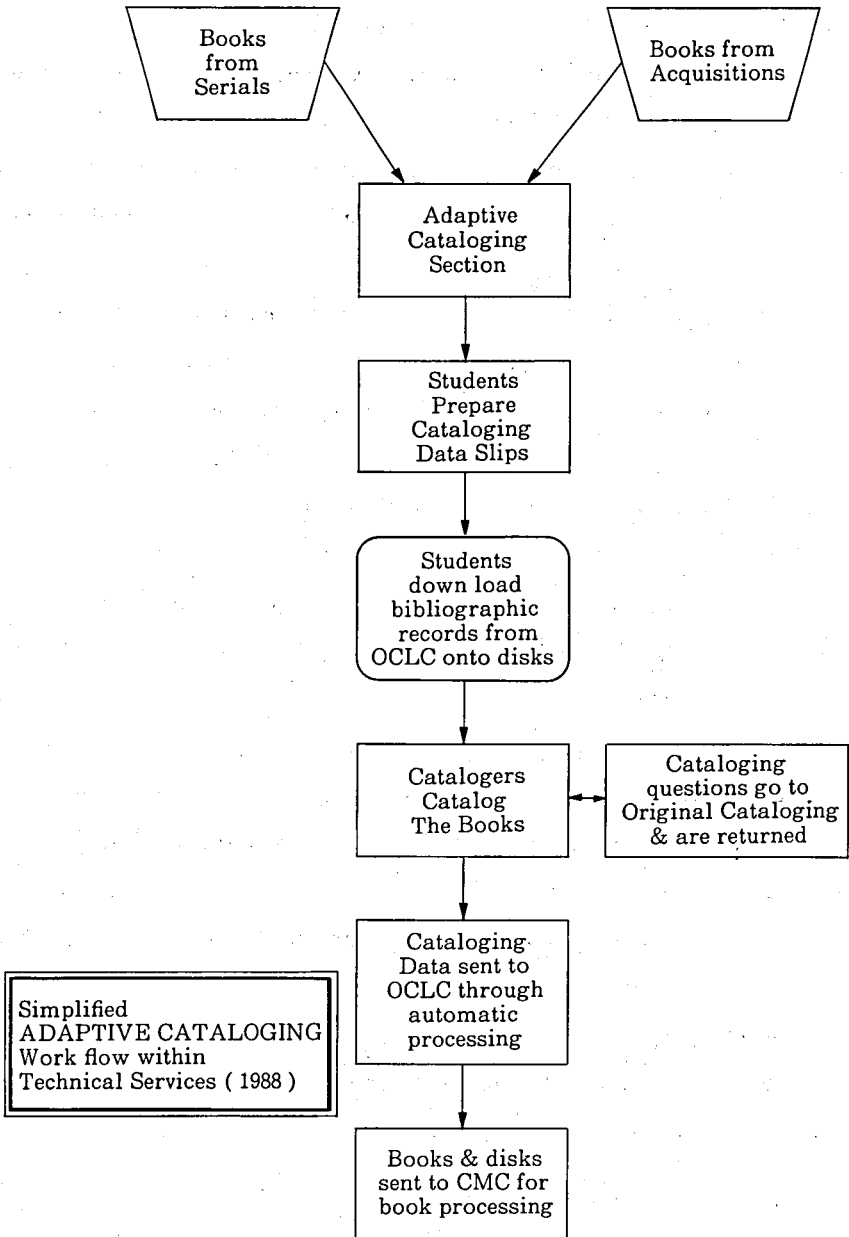 Books
from
Serials
Books from
Acquisitions
Adaptive
Cataloging
Section
Students
Prepare
Cataloging
Data Slips
Students
down load
bibliographic
records from
OCLC onto disks
Catalogers
Catalog
The Books
Cataloging
questions go to
Original Cataloging
& are returned
Cataloging
Data sent to
OCLC through
automatic
processing
Simplified
ADAPTIVE CATALOGING
Work flow within
Technical Services ( 1988 )
Books & disks
sent to CMC for
book processing